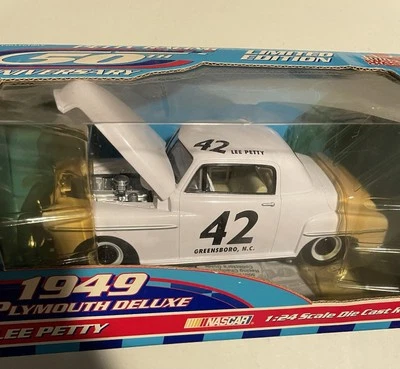 50TH
ANNIVERSARY
LIMITED
EDITION
42 LEE PETTY
42
GREENSBORO, N.C.
1949
PLYMOUTH DELUXE
LEE PETTY
NASCAR
1:24 Scale Die Cast